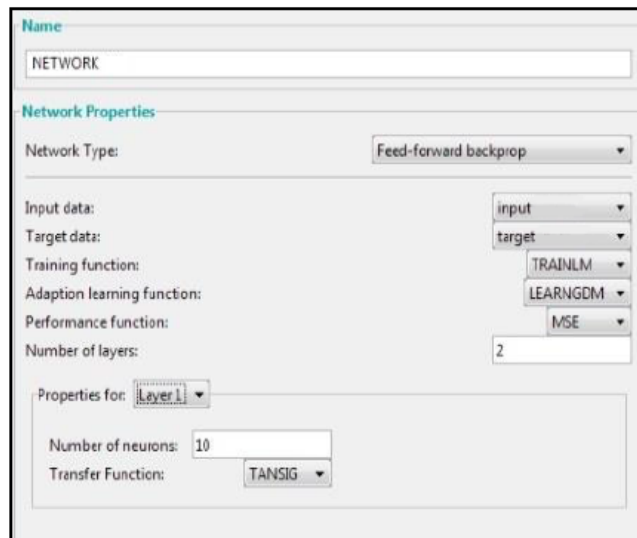 Name
NETWORK
Network Properties
Network Type: Feed-forward backprop
Input data: input
Target data: target
Training function: TRAINLM
Adaption learning function: LEARNGDM
Performance function: MSE
Number of layers: 2
Properties for: Layer 1
Number of neurons: 10
Transfer Function: TANSIG